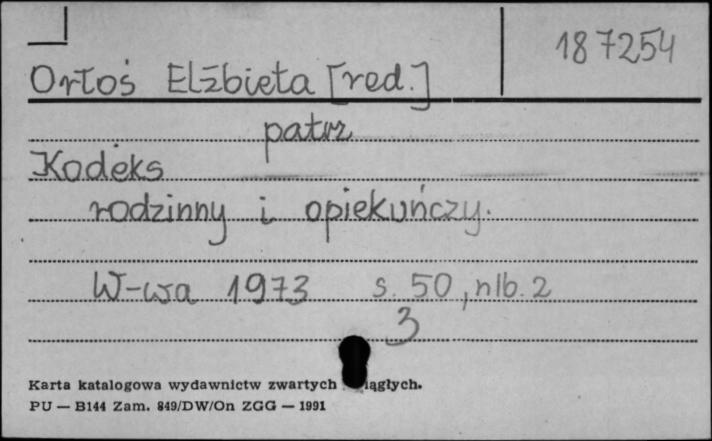 187254
Ortoś Elżbieta [red.]
patrz
Kodeks
rodzinny i opiekuńczy.
W-wa 1973 s. 50, nlb. 2
3
Karta katalogowa wydawnictw zwartych iągłych.
PU — B144 Zam. 849/DW/On ZGG — 1991